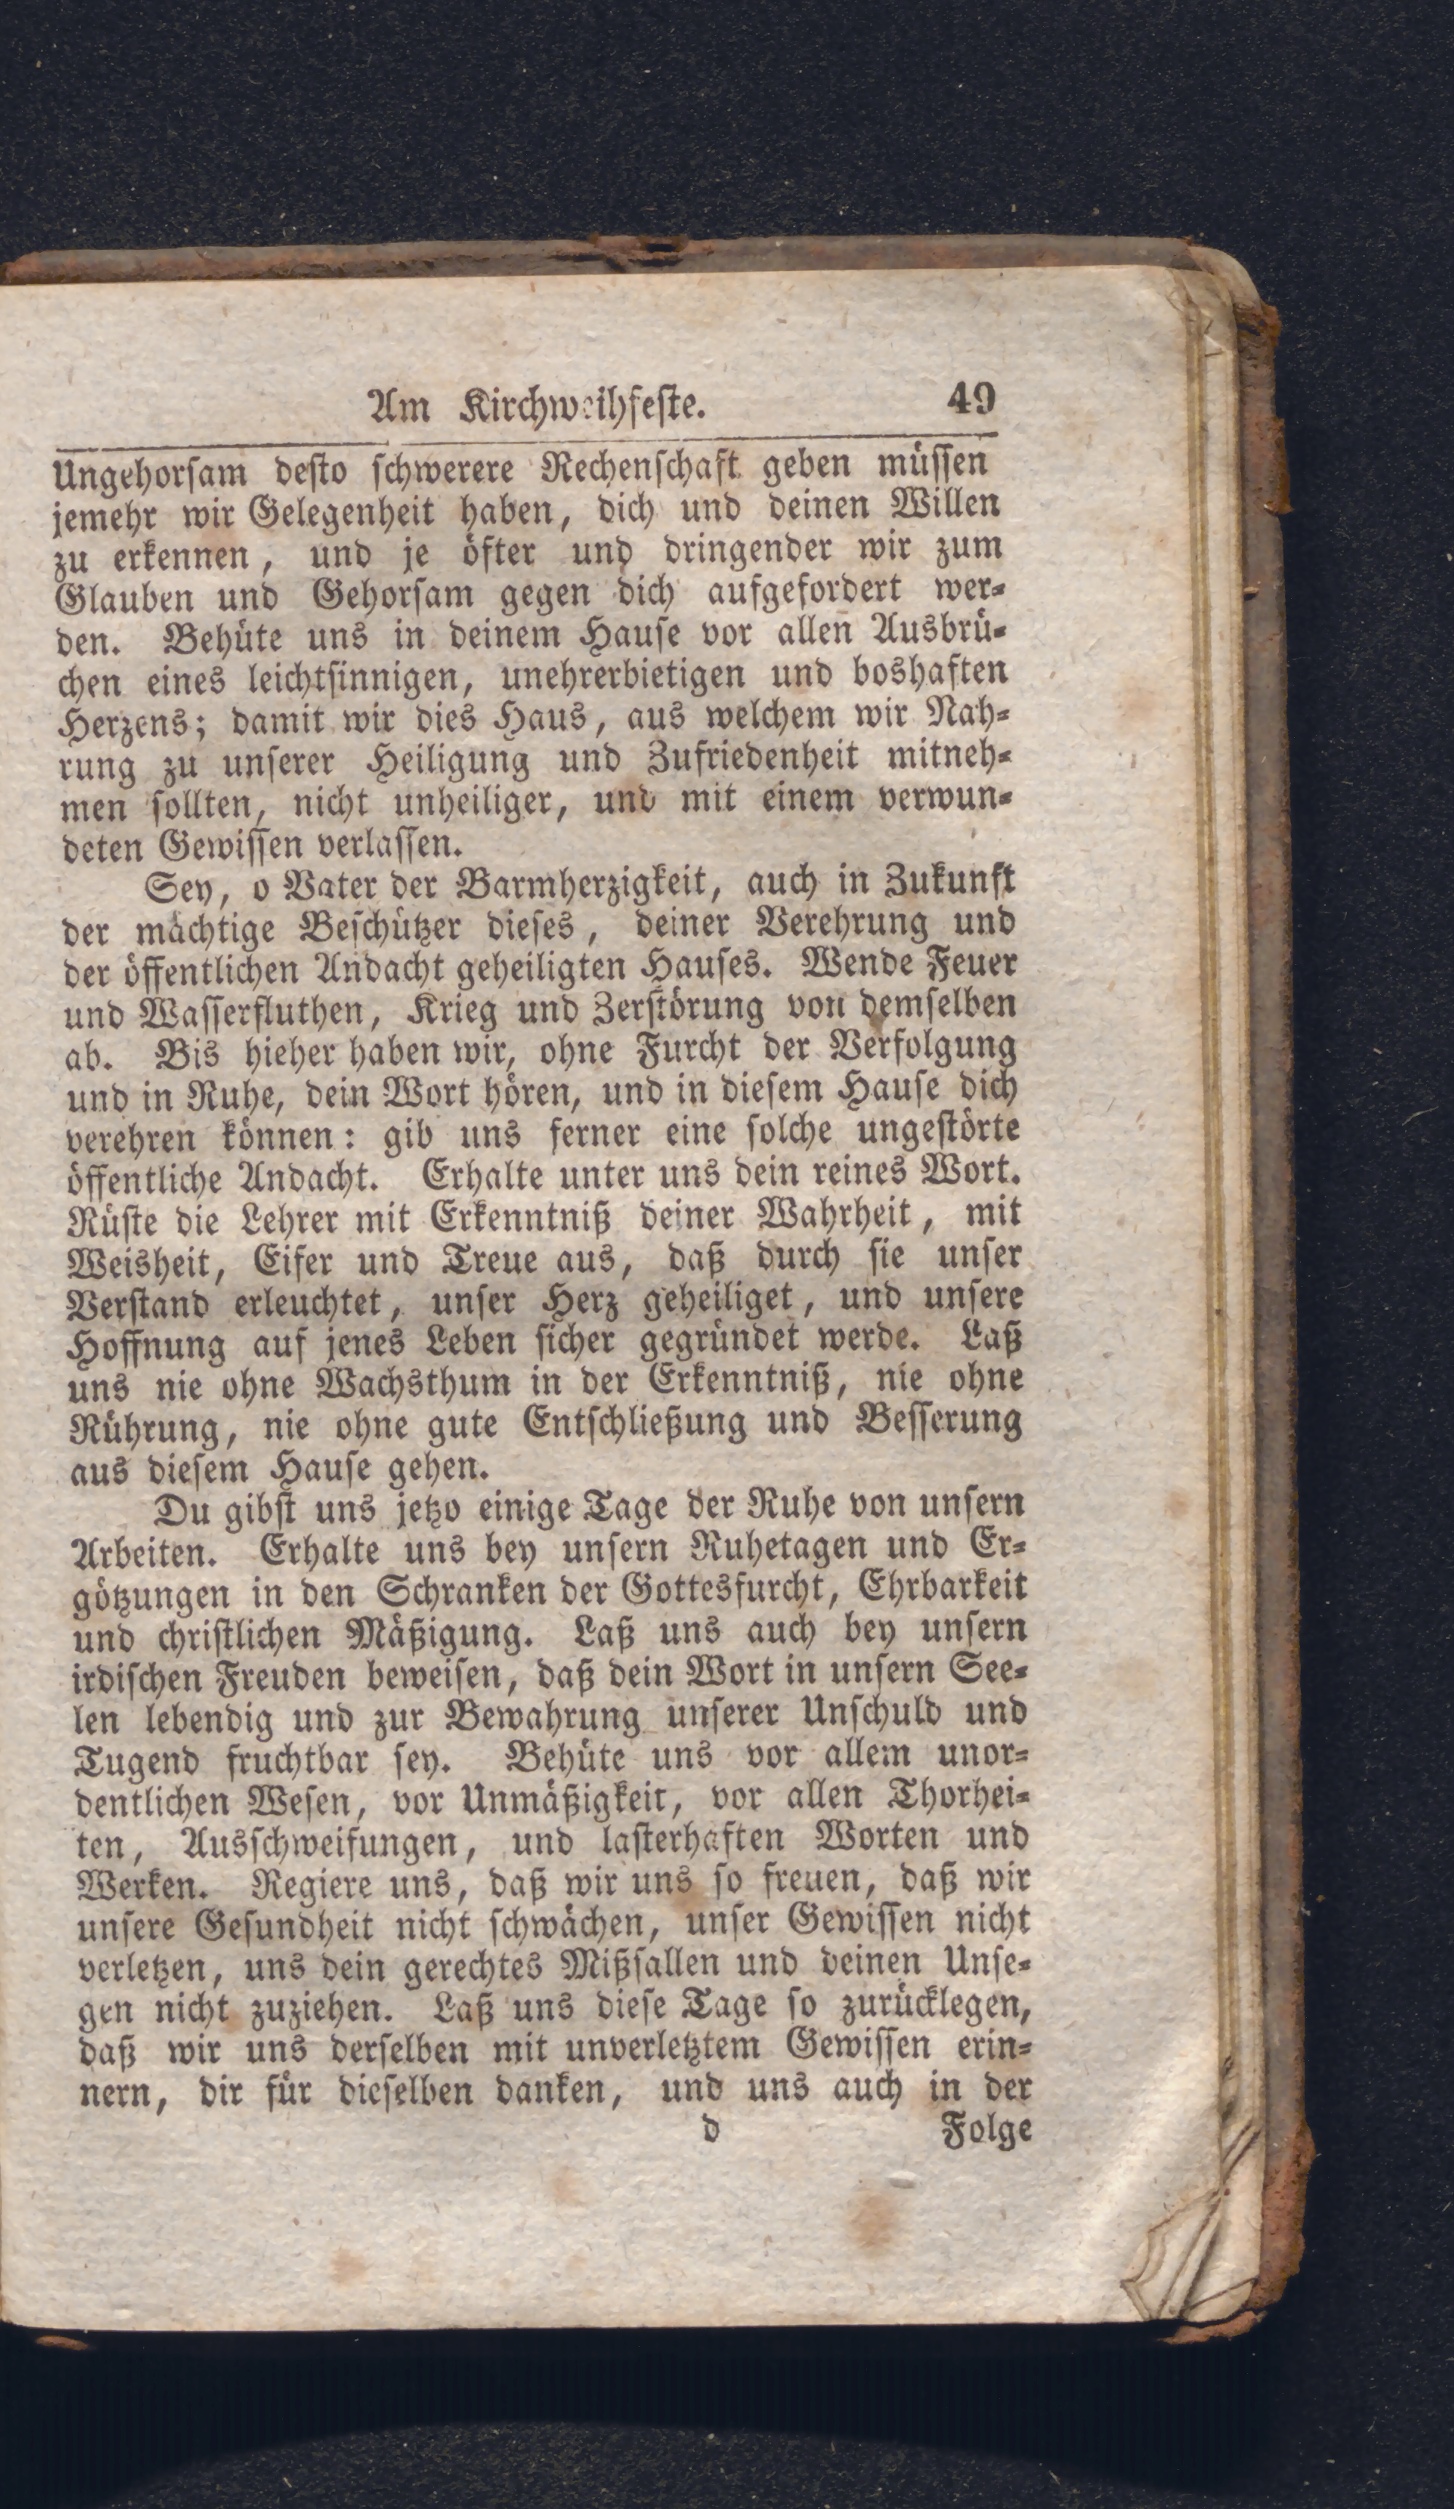 Am Kirchweihfeste. 49
Ungehorsam desto schwerere Rechenschaft geben müssen
jemehr wir Gelegenheit haben, dich und deinen Willen
zu erkennen, und je öfter und dringender wir zum
Glauben und Gehorsam gegen dich aufgefordert wer-
den. Behüte uns in deinem Hause vor allen Ausbrü-
chen eines leichtsinnigen, unehrerbietigen und boshaften
Herzens; damit wir dies Haus, aus welchem wir Nah-
rung zu unserer Heiligung und Zufriedenheit mitneh-
men sollten, nicht unheiliger, und mit einem verwun-
deten Gewissen verlassen.
Sey, o Vater der Barmherzigkeit, auch in Zukunft
der mächtige Beschützer dieses, deiner Verehrung und
der öffentlichen Andacht geheiligten Hauses. Wende Feuer
und Wasserfluthen, Krieg und Zerstörung von demselben
ab. Bis hieher haben wir, ohne Furcht der Verfolgung
und in Ruhe, dein Wort hören, und in diesem Hause dich
verehren können: gib uns ferner eine solche ungestörte
öffentliche Andacht. Erhalte unter uns dein reines Wort.
Rüste die Lehrer mit Erkenntniß deiner Wahrheit, mit
Weisheit, Eifer und Treue aus, daß durch sie unser
Verstand erleuchtet, unser Herz geheiliget, und unsere
Hoffnung auf jenes Leben sicher gegründet werde. Laß
uns nie ohne Wachsthum in der Erkenntniß, nie ohne
Rührung, nie ohne gute Entschließung und Besserung
aus diesem Hause gehen.
Du gibst uns jetzo einige Tage der Ruhe von unsern
Arbeiten. Erhalte uns bey unsern Ruhetagen und Er-
götzungen in den Schranken der Gottesfurcht, Ehrbarkeit
und christlichen Mäßigung. Laß uns auch bey unsern
irdischen Freuden beweisen, daß dein Wort in unsern See-
len lebendig und zur Bewahrung unserer Unschuld und
Tugend fruchtbar sey. Behüte uns vor allem unor-
dentlichen Wesen, vor Unmäßigkeit, vor allen Thorhei-
ten, Ausschweifungen, und lasterhaften Worten und
Werken. Regiere uns, daß wir uns so freuen, daß wir
unsere Gesundheit nicht schwächen, unser Gewissen nicht
verletzen, uns dein gerechtes Mißfallen und deinen Unse-
gen nicht zuziehen. Laß uns diese Tage so zurücklegen,
daß wir uns derselben mit unverletztem Gewissen erin-
nern, dir für dieselben danken, und uns auch in der
d Folge